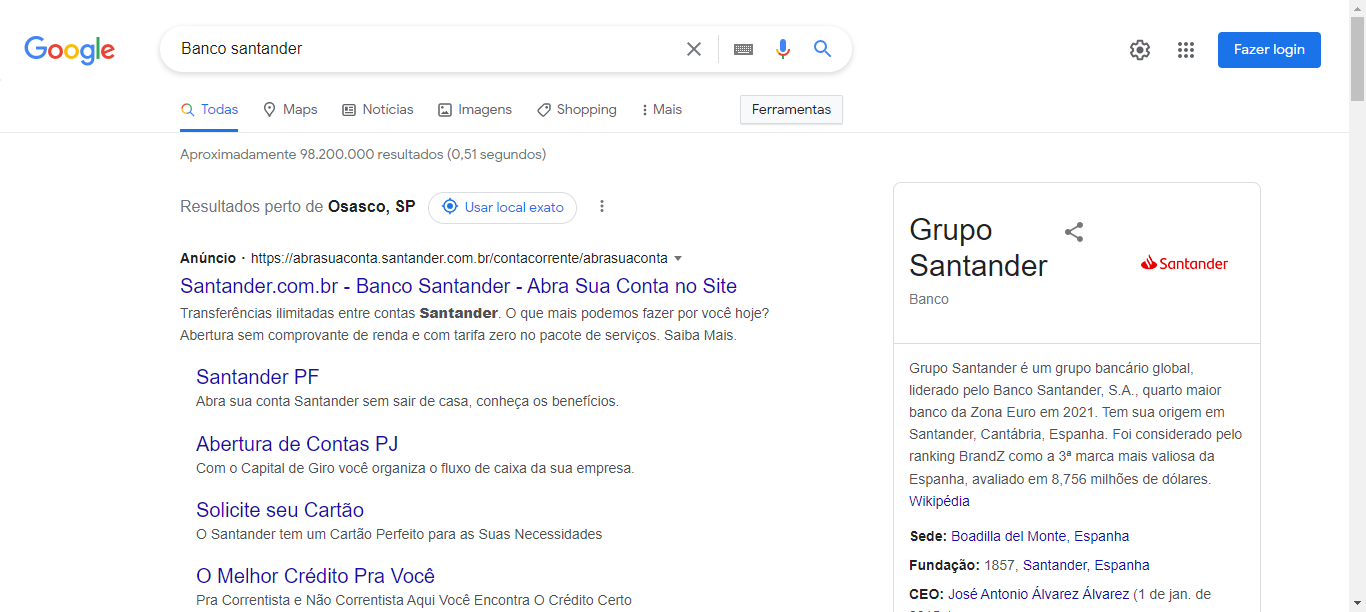 Google
Banco santander
Fazer login
Todas
Maps
Notícias
Imagens
Shopping
Mais
Ferramentas
Aproximadamente 98.200.000 resultados (0,51 segundos)
Resultados perto de Osasco, SP
Usar local exato
Anúncio · https://abrasuaconta.santander.com.br/contacorrente/abrasuaconta
Santander.com.br - Banco Santander - Abra Sua Conta no Site
Transferências ilimitadas entre contas Santander. O que mais podemos fazer por você hoje?
Abertura sem comprovante de renda e com tarifa zero no pacote de serviços. Saiba Mais.
Santander PF
Abra sua conta Santander sem sair de casa, conheça os benefícios.
Abertura de Contas PJ
Com o Capital de Giro você organiza o fluxo de caixa da sua empresa.
Solicite seu Cartão
O Santander tem um Cartão Perfeito para as Suas Necessidades
O Melhor Crédito Pra Você
Pra Correntista e Não Correntista Aqui Você Encontra O Crédito Certo
Grupo
Santander
Banco
Santander
Grupo Santander é um grupo bancário global,
liderado pelo Banco Santander, S.A., quarto maior
banco da Zona Euro em 2021. Tem sua origem em
Santander, Cantábria, Espanha. Foi considerado pelo
ranking BrandZ como a 3ª marca mais valiosa da
Espanha, avaliado em 8,756 milhões de dólares.
Wikipédia
Sede: Boadilla del Monte, Espanha
Fundação: 1857, Santander, Espanha
CEO: José Antonio Álvarez Álvarez (1 de jan. de